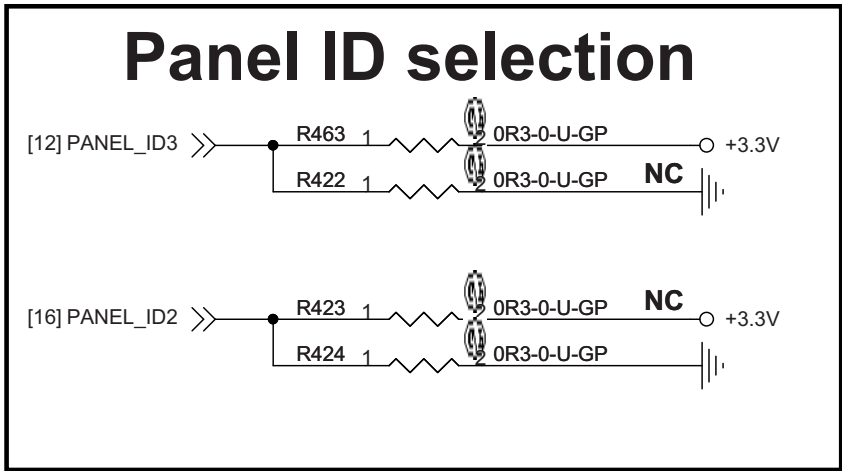 Panel ID selection
[12] PANEL_ID3 R463 1 2 0R3-0-U-GP +3.3V
R422 1 2 0R3-0-U-GP NC
[16] PANEL_ID2 R423 1 2 0R3-0-U-GP NC +3.3V
R424 1 2 0R3-0-U-GP